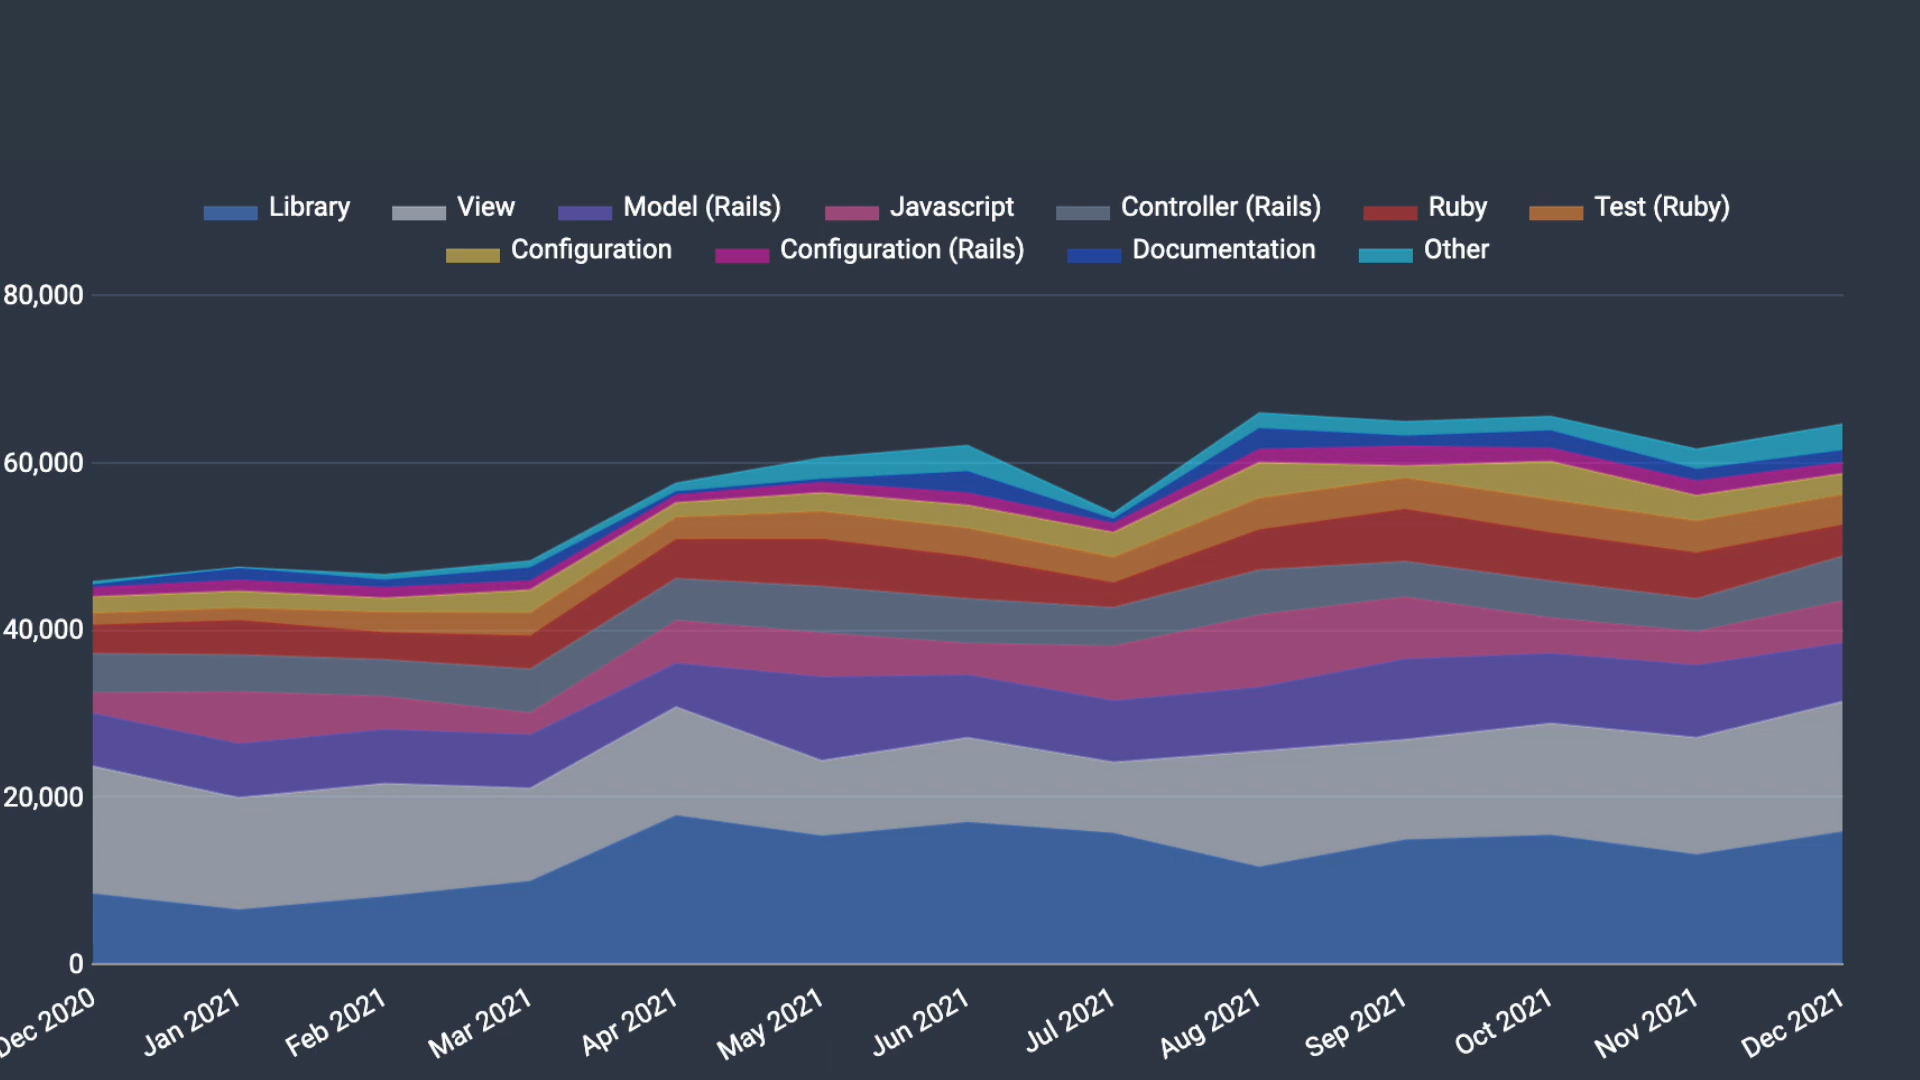 Library View Model (Rails) Javascript Controller (Rails) Ruby Test (Ruby)
Configuration Configuration (Rails) Documentation Other
80,000
60,000
40,000
20,000
0
Dec 2020 Jan 2021 Feb 2021 Mar 2021 Apr 2021 May 2021 Jun 2021 Jul 2021 Aug 2021 Sep 2021 Oct 2021 Nov 2021 Dec 2021